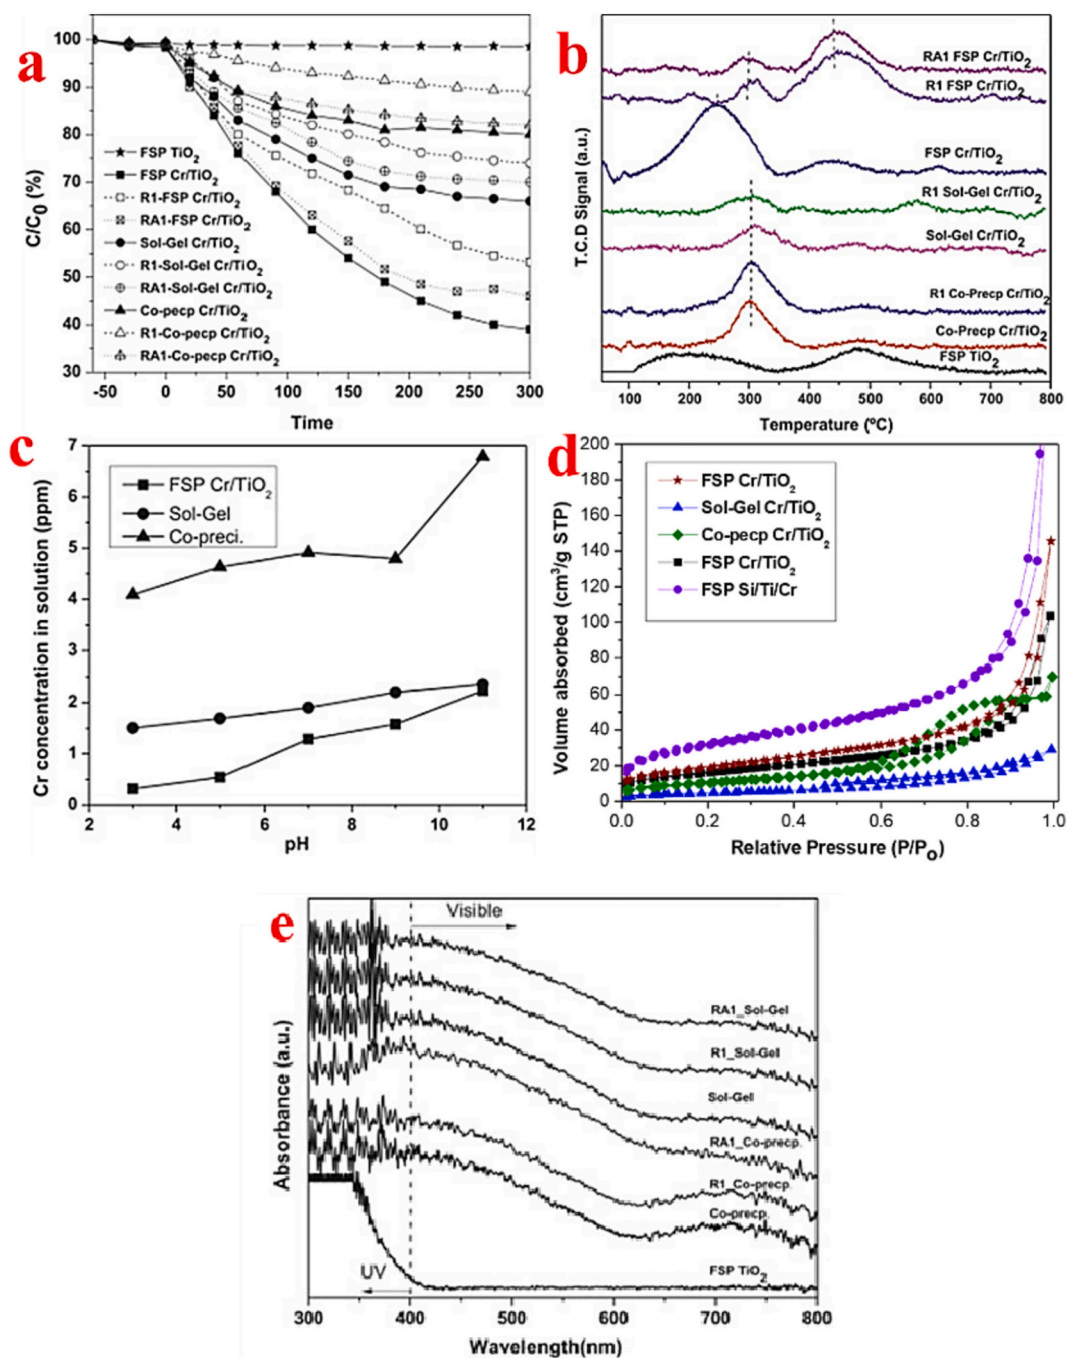 a
100
90
80
70
60
50
40
30
C/C0 (%)
FSP TiO2
FSP Cr/TiO2
R1-FSP Cr/TiO2
RA1-FSP Cr/TiO2
Sol-Gel Cr/TiO2
R1-Sol-Gel Cr/TiO2
RA1-Sol-Gel Cr/TiO2
Co-pecp Cr/TiO2
R1-Co-pecp Cr/TiO2
RA1-Co-pecp Cr/TiO2
-50 0 50 100 150 200 250 300
Time
b
T.C.D Signal (a.u.)
RA1 FSP Cr/TiO2
R1 FSP Cr/TiO2
FSP Cr/TiO2
R1 Sol-Gel Cr/TiO2
Sol-Gel Cr/TiO2
R1 Co-Precp Cr/TiO2
Co-Precp Cr/TiO2
FSP TiO2
100 200 300 400 500 600 700 800
Temperature (ºC)
c
7
6
5
4
3
2
1
0
Cr concentration in solution (ppm)
FSP Cr/TiO2
Sol-Gel
Co-preci.
2 4 6 8 10 12
pH
d
200
180
160
140
120
100
80
60
40
20
0
Volume absorbed (cm3/g STP)
FSP Cr/TiO2
Sol-Gel Cr/TiO2
Co-pecp Cr/TiO2
FSP Cr/TiO2
FSP Si/Ti/Cr
0.0 0.2 0.4 0.6 0.8 1.0
Relative Pressure (P/Po)
e
Visible
Absorbance (a.u.)
RA1_Sol-Gel
R1_Sol-Gel
Sol-Gell
RA1_Co-precp.
R1_Co-precp.
Co-precp.
FSP TiO2
UV
300 400 500 600 700 800
Wavelength(nm)